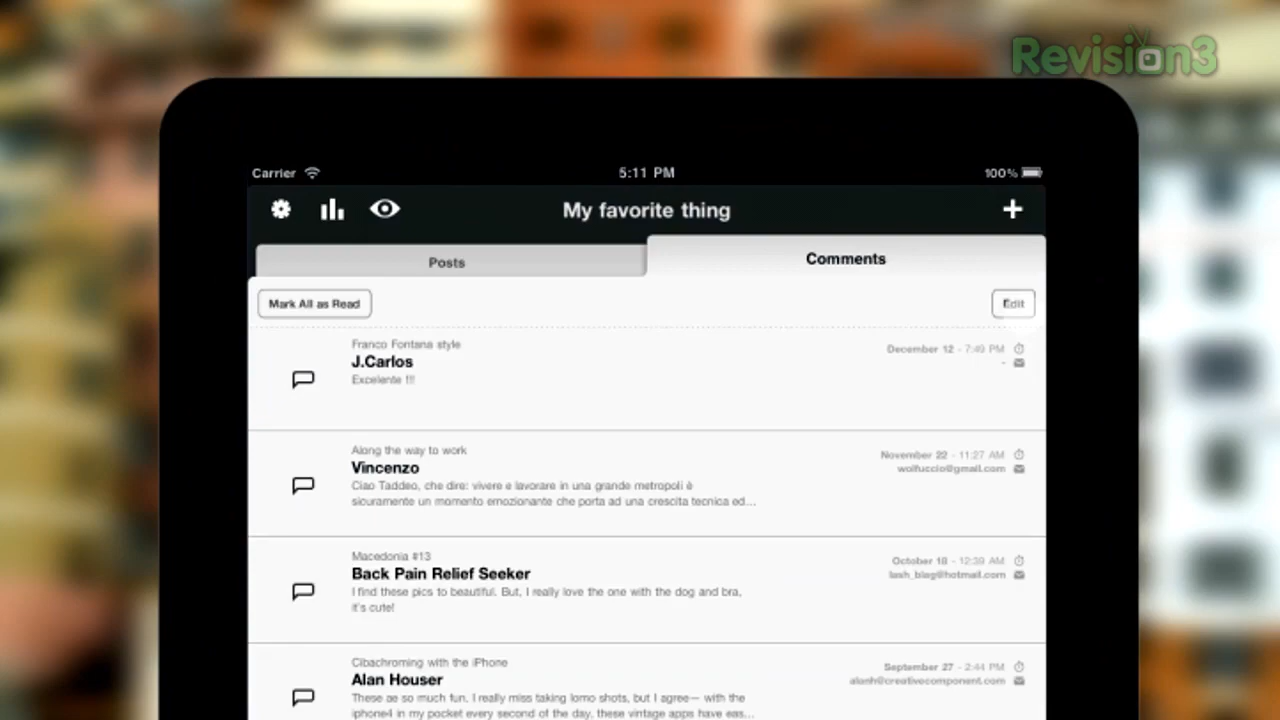 Revision3
Carrier
5:11 PM
100%
My favorite thing
Posts
Comments
Mark All as Read
Edit
Franco Fontana style
J.Carlos
Excelente !!!
December 12 - 7:49 PM
-
Along the way to work
Vincenzo
Ciao Taddeo, che dire: vivere e lavorare in una grande metropoli è
sicuramente un momento emozionante che porta ad una crescita tecnica ed...
November 22 - 11:27 AM
wolfuccio@gmail.com
Macedonia #13
Back Pain Relief Seeker
I find these pics to beautiful. But, I really love the one with the dog and bra,
it's cute!
October 18 - 12:39 AM
lash_blag@hotmail.com
Cibachroming with the iPhone
Alan Houser
These ae so much fun. I really miss taking lomo shots, but I agree— with the
iphone4 in my pocket every second of the day, these vintage apps have eas...
September 27 - 2:44 PM
alanh@creativecomponent.com